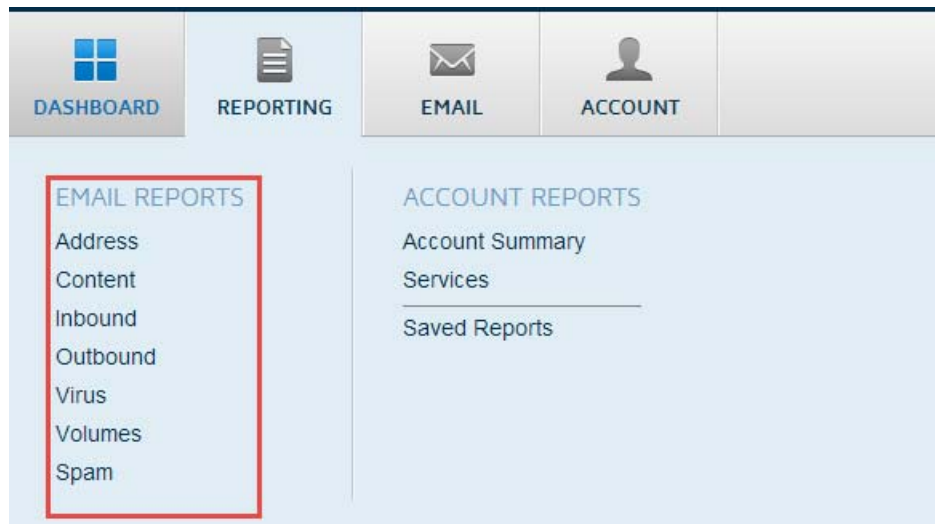 DASHBOARD
REPORTING
EMAIL
ACCOUNT
EMAIL REPORTS
Address
Content
Inbound
Outbound
Virus
Volumes
Spam
ACCOUNT REPORTS
Account Summary
Services
Saved Reports